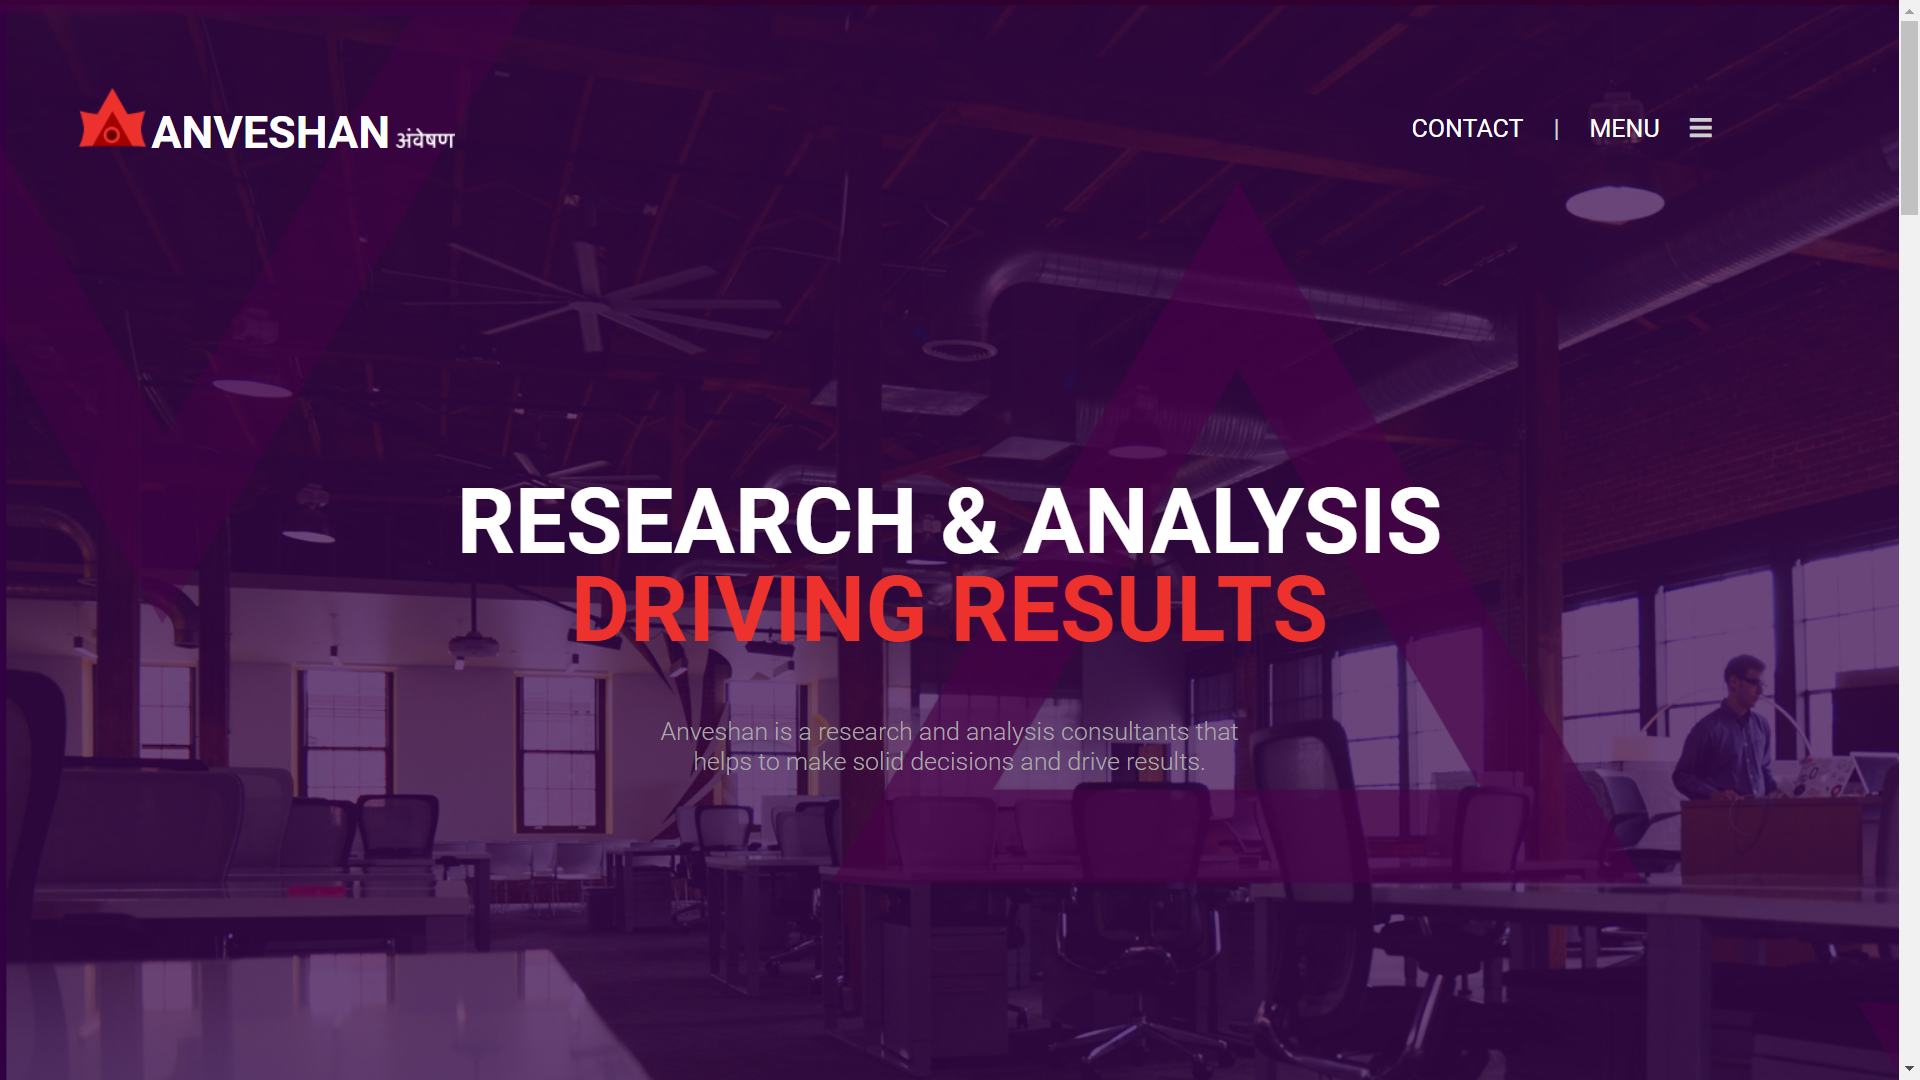 ANVESHAN अंवेषण
CONTACT | MENU
RESEARCH & ANALYSIS
DRIVING RESULTS
Anveshan is a research and analysis consultants that
helps to make solid decisions and drive results.